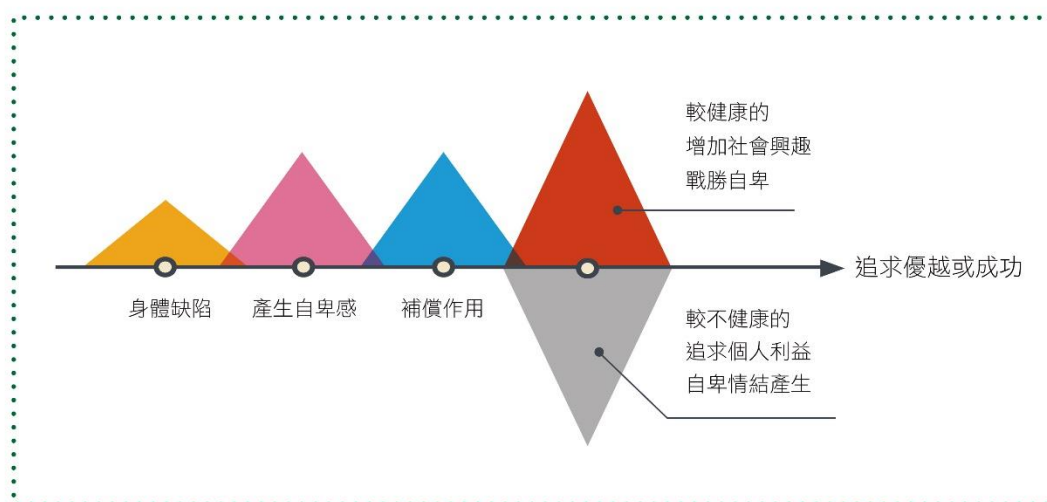 較健康的
增加社會興趣
戰勝自卑
追求優越或成功
身體缺陷
產生自卑感
補償作用
較不健康的
追求個人利益
自卑情結產生